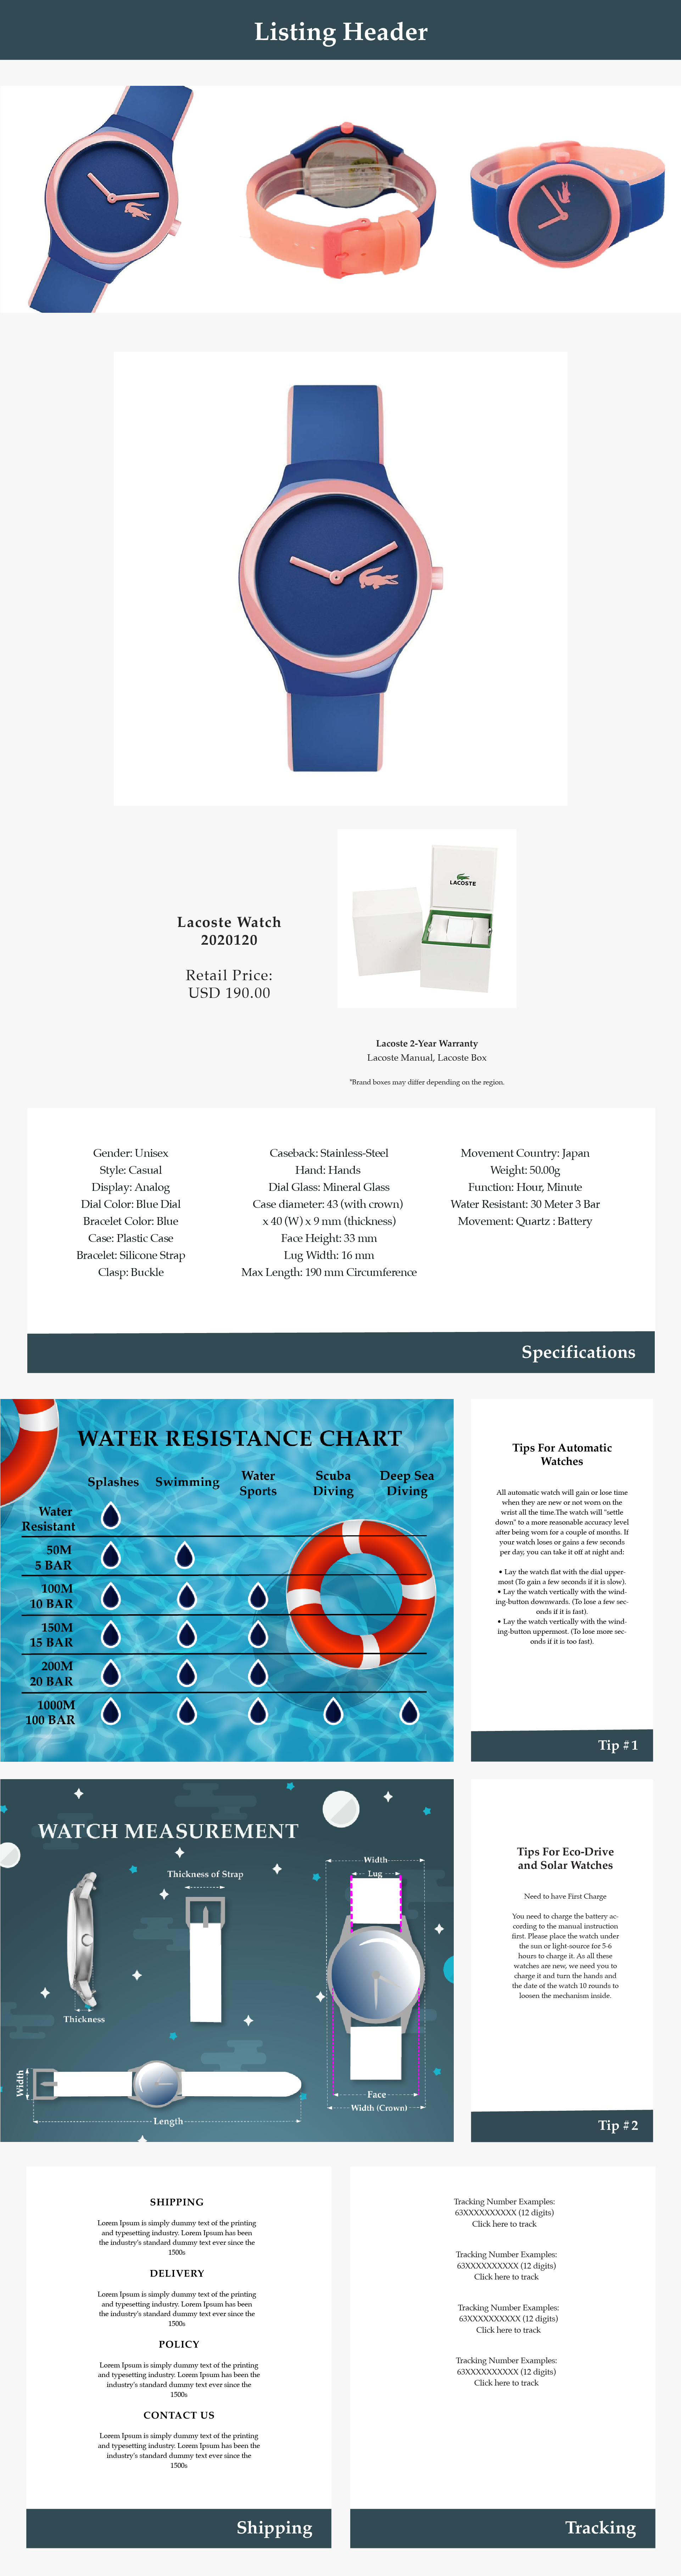 Listing Header
Lacoste Watch
2020120
Retail Price:
USD 190.00
LACOSTE
Lacoste 2-Year Warranty
Lacoste Manual, Lacoste Box
*Brand boxes may differ depending on the region.
Gender: Unisex
Style: Casual
Display: Analog
Dial Color: Blue Dial
Bracelet Color: Blue
Case: Plastic Case
Bracelet: Silicone Strap
Clasp: Buckle
Caseback: Stainless-Steel
Hand: Hands
Dial Glass: Mineral Glass
Case diameter: 43 (with crown)
x 40 (W) x 9 mm (thickness)
Face Height: 33 mm
Lug Width: 16 mm
Max Length: 190 mm Circumference
Movement Country: Japan
Weight: 50.00g
Function: Hour, Minute
Water Resistant: 30 Meter 3 Bar
Movement: Quartz : Battery
Specifications
WATER RESISTANCE CHART
Splashes
Swimming
Water
Sports
Scuba
Diving
Deep Sea
Diving
Water
Resistant
50M
5 BAR
100M
10 BAR
150M
15 BAR
200M
20 BAR
1000M
100 BAR
Tips For Automatic
Watches
All automatic watch will gain or lose time
when they are new or not worn on the
wrist all the time.The watch will "settle
down" to a more reasonable accuracy level
after being worn for a couple of months. If
your watch loses or gains a few seconds
per day, you can take it off at night and:
• Lay the watch flat with the dial upper-
most (To gain a few seconds if it is slow).
• Lay the watch vertically with the wind-
ing-button downwards. (To lose a few sec-
onds if it is fast).
• Lay the watch vertically with the wind-
ing-button uppermost. (To lose more sec-
onds if it is too fast).
Tip #1
WATCH MEASUREMENT
Thickness of Strap
Width
Lug
Thickness
Width
Length
Face
Width (Crown)
Tips For Eco-Drive
and Solar Watches
Need to have First Charge
You need to charge the battery ac-
cording to the manual instruction
first. Please place the watch under
the sun or light-source for 5-6
hours to charge it. As all these
watches are new, we need you to
charge it and turn the hands and
the date of the watch 10 rounds to
loosen the mechanism inside.
Tip #2
SHIPPING
Lorem Ipsum is simply dummy text of the printing
and typesetting industry. Lorem Ipsum has been
the industry's standard dummy text ever since the
1500s
DELIVERY
Lorem Ipsum is simply dummy text of the printing
and typesetting industry. Lorem Ipsum has been
the industry's standard dummy text ever since the
1500s
POLICY
Lorem Ipsum is simply dummy text of the printing
and typesetting industry. Lorem Ipsum has been the
industry's standard dummy text ever since the
1500s
CONTACT US
Lorem Ipsum is simply dummy text of the printing
and typesetting industry. Lorem Ipsum has been the
industry's standard dummy text ever since the
1500s
Shipping
Tracking Number Examples:
63XXXXXXXXXX (12 digits)
Click here to track
Tracking Number Examples:
63XXXXXXXXXX (12 digits)
Click here to track
Tracking Number Examples:
63XXXXXXXXXX (12 digits)
Click here to track
Tracking Number Examples:
63XXXXXXXXXX (12 digits)
Click here to track
Tracking